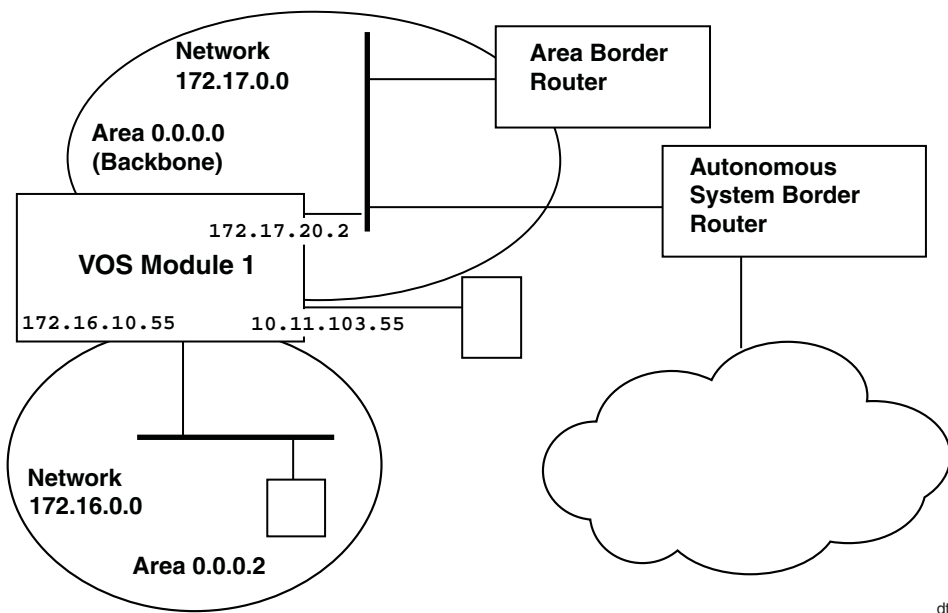 Network
172.17.0.0
Area Border
Router
Area 0.0.0.0
(Backbone)
Autonomous
System Border
Router
172.17.20.2
VOS Module 1
172.16.10.55
10.11.103.55
Network
172.16.0.0
Area 0.0.0.2